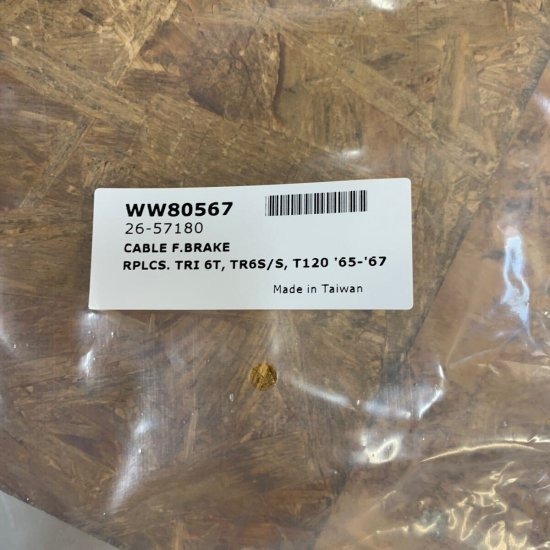 WW80567
26-57180
CABLE F.BRAKE
RPLCS. TRI 6T, TR6S/S, T120 '65-'67
Made in Taiwan